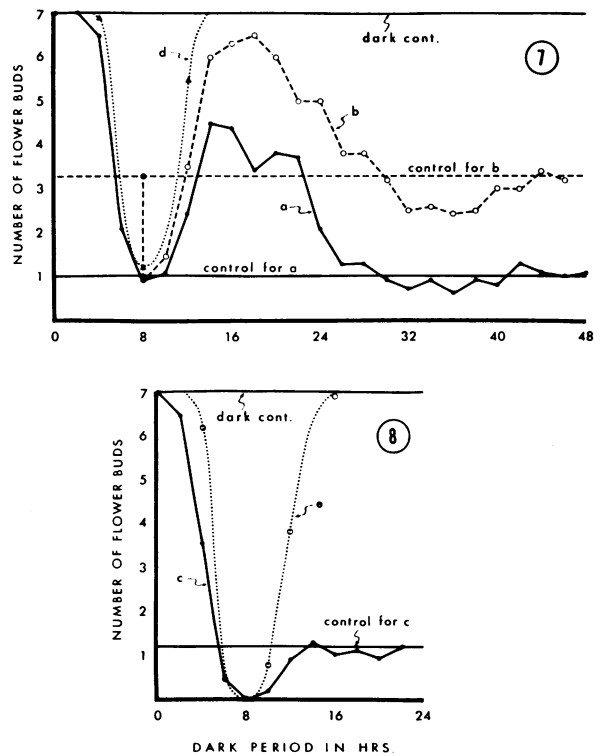 NUMBER OF FLOWER BUDS
7
6
5
4
3
2
1
0 8 16 24 32 40 48
dark cont.
7
d
b
control for b
a
control for a
NUMBER OF FLOWER BUDS
7
6
5
4
3
2
1
0 8 16 24
dark cont.
8
e
c
control for c
DARK PERIOD IN HRS.